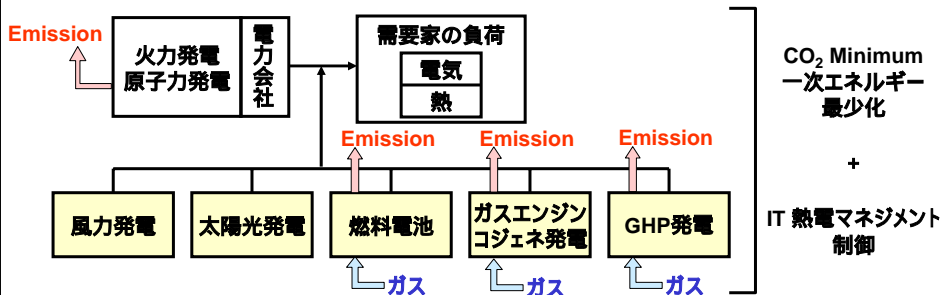 Emission
火力発電
原子力発電
電力会社
需要家の負荷
電気
熱
Emission
Emission
Emission
風力発電
太陽光発電
燃料電池
ガスエンジン
コジェネ発電
GHP発電
ガス
ガス
ガス
CO₂ Minimum
一次エネルギー
最少化
+
IT 熱電マネジメント
制御